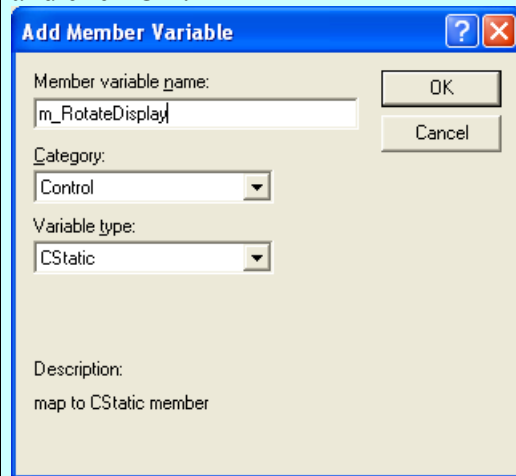 Add Member Variable
Member variable name:
OK
m_RotateDisplay
Cancel
Category:
Control
Variable type:
CStatic
Description:
map to CStatic member